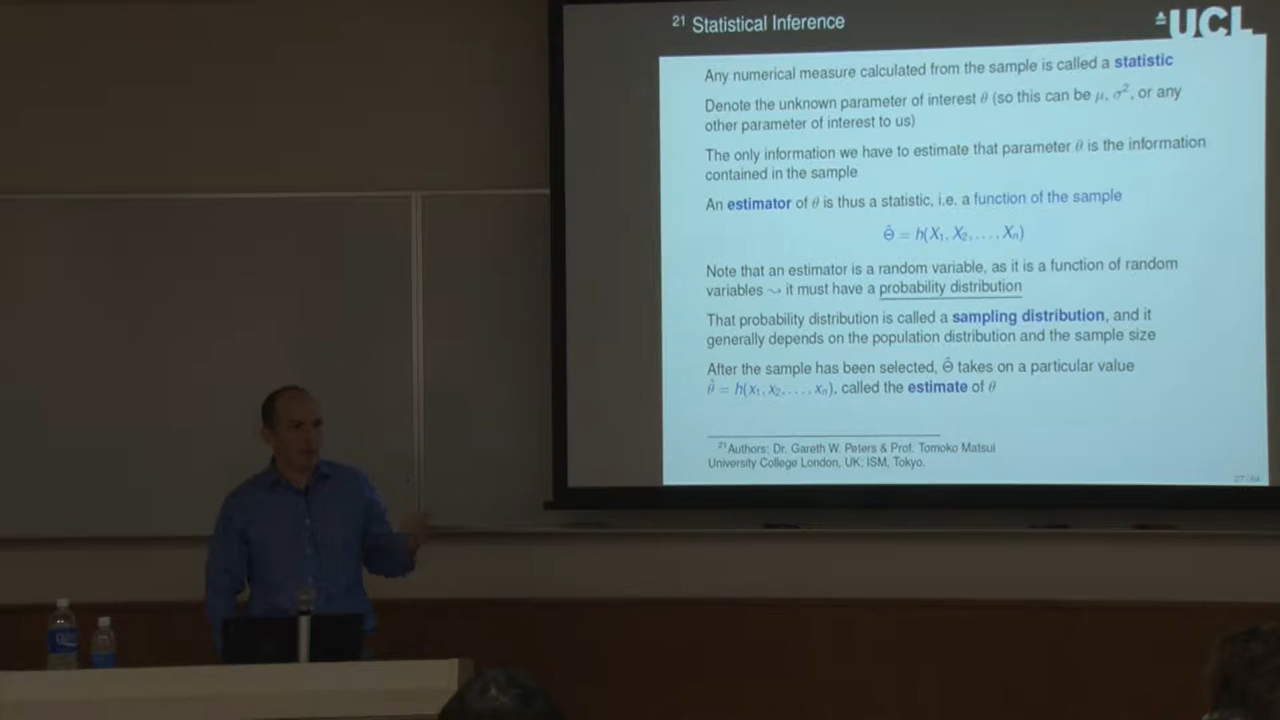 21 Statistical Inference
UCL
Any numerical measure calculated from the sample is called a statistic
Denote the unknown parameter of interest θ (so this can be μ, σ², or any
other parameter of interest to us)
The only information we have to estimate that parameter θ is the information
contained in the sample
An estimator of θ is thus a statistic, i.e. a function of the sample
Θ̂ = h(X₁, X₂, . . . , Xₙ)
Note that an estimator is a random variable, as it is a function of random
variables ⇝ it must have a probability distribution
That probability distribution is called a sampling distribution, and it
generally depends on the population distribution and the sample size
After the sample has been selected, Θ̂ takes on a particular value
θ̂ = h(x₁, x₂, . . . , xₙ), called the estimate of θ
21 Authors: Dr. Gareth W. Peters & Prof. Tomoko Matsui
University College London, UK; ISM, Tokyo.